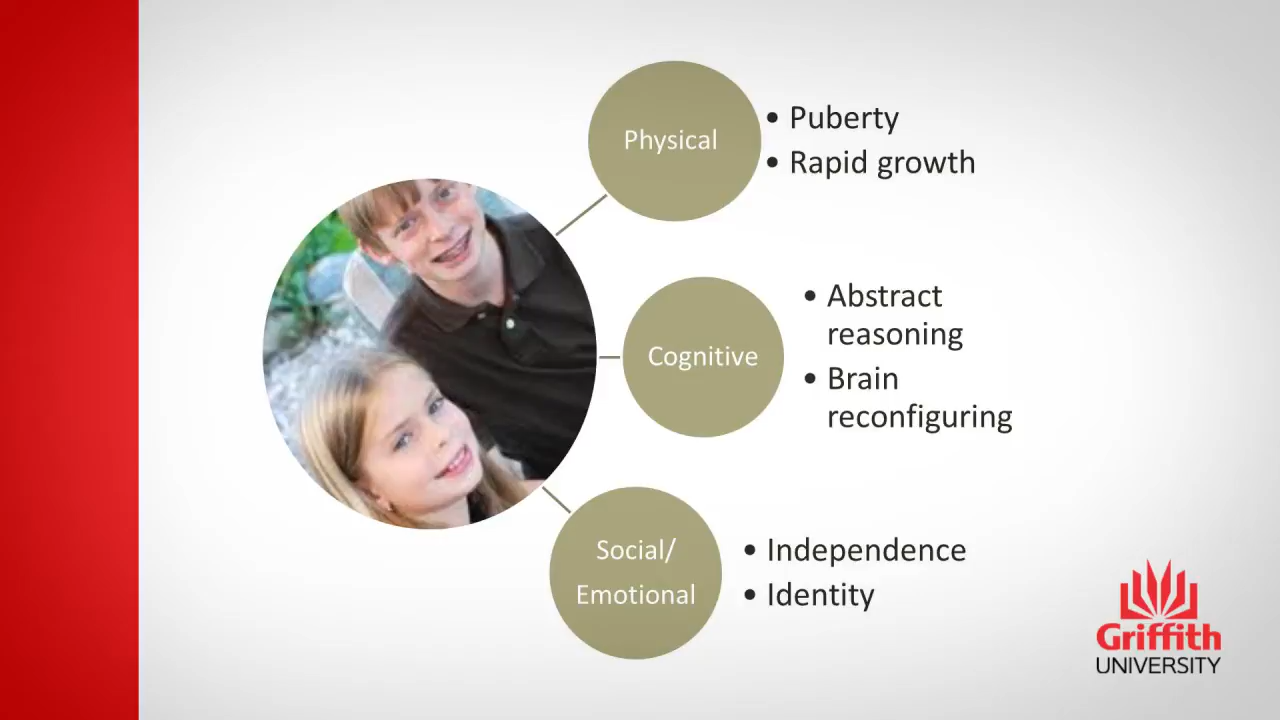 Physical
• Puberty
• Rapid growth
Cognitive
• Abstract
reasoning
• Brain
reconfiguring
Social/
Emotional
• Independence
• Identity
Griffith
UNIVERSITY